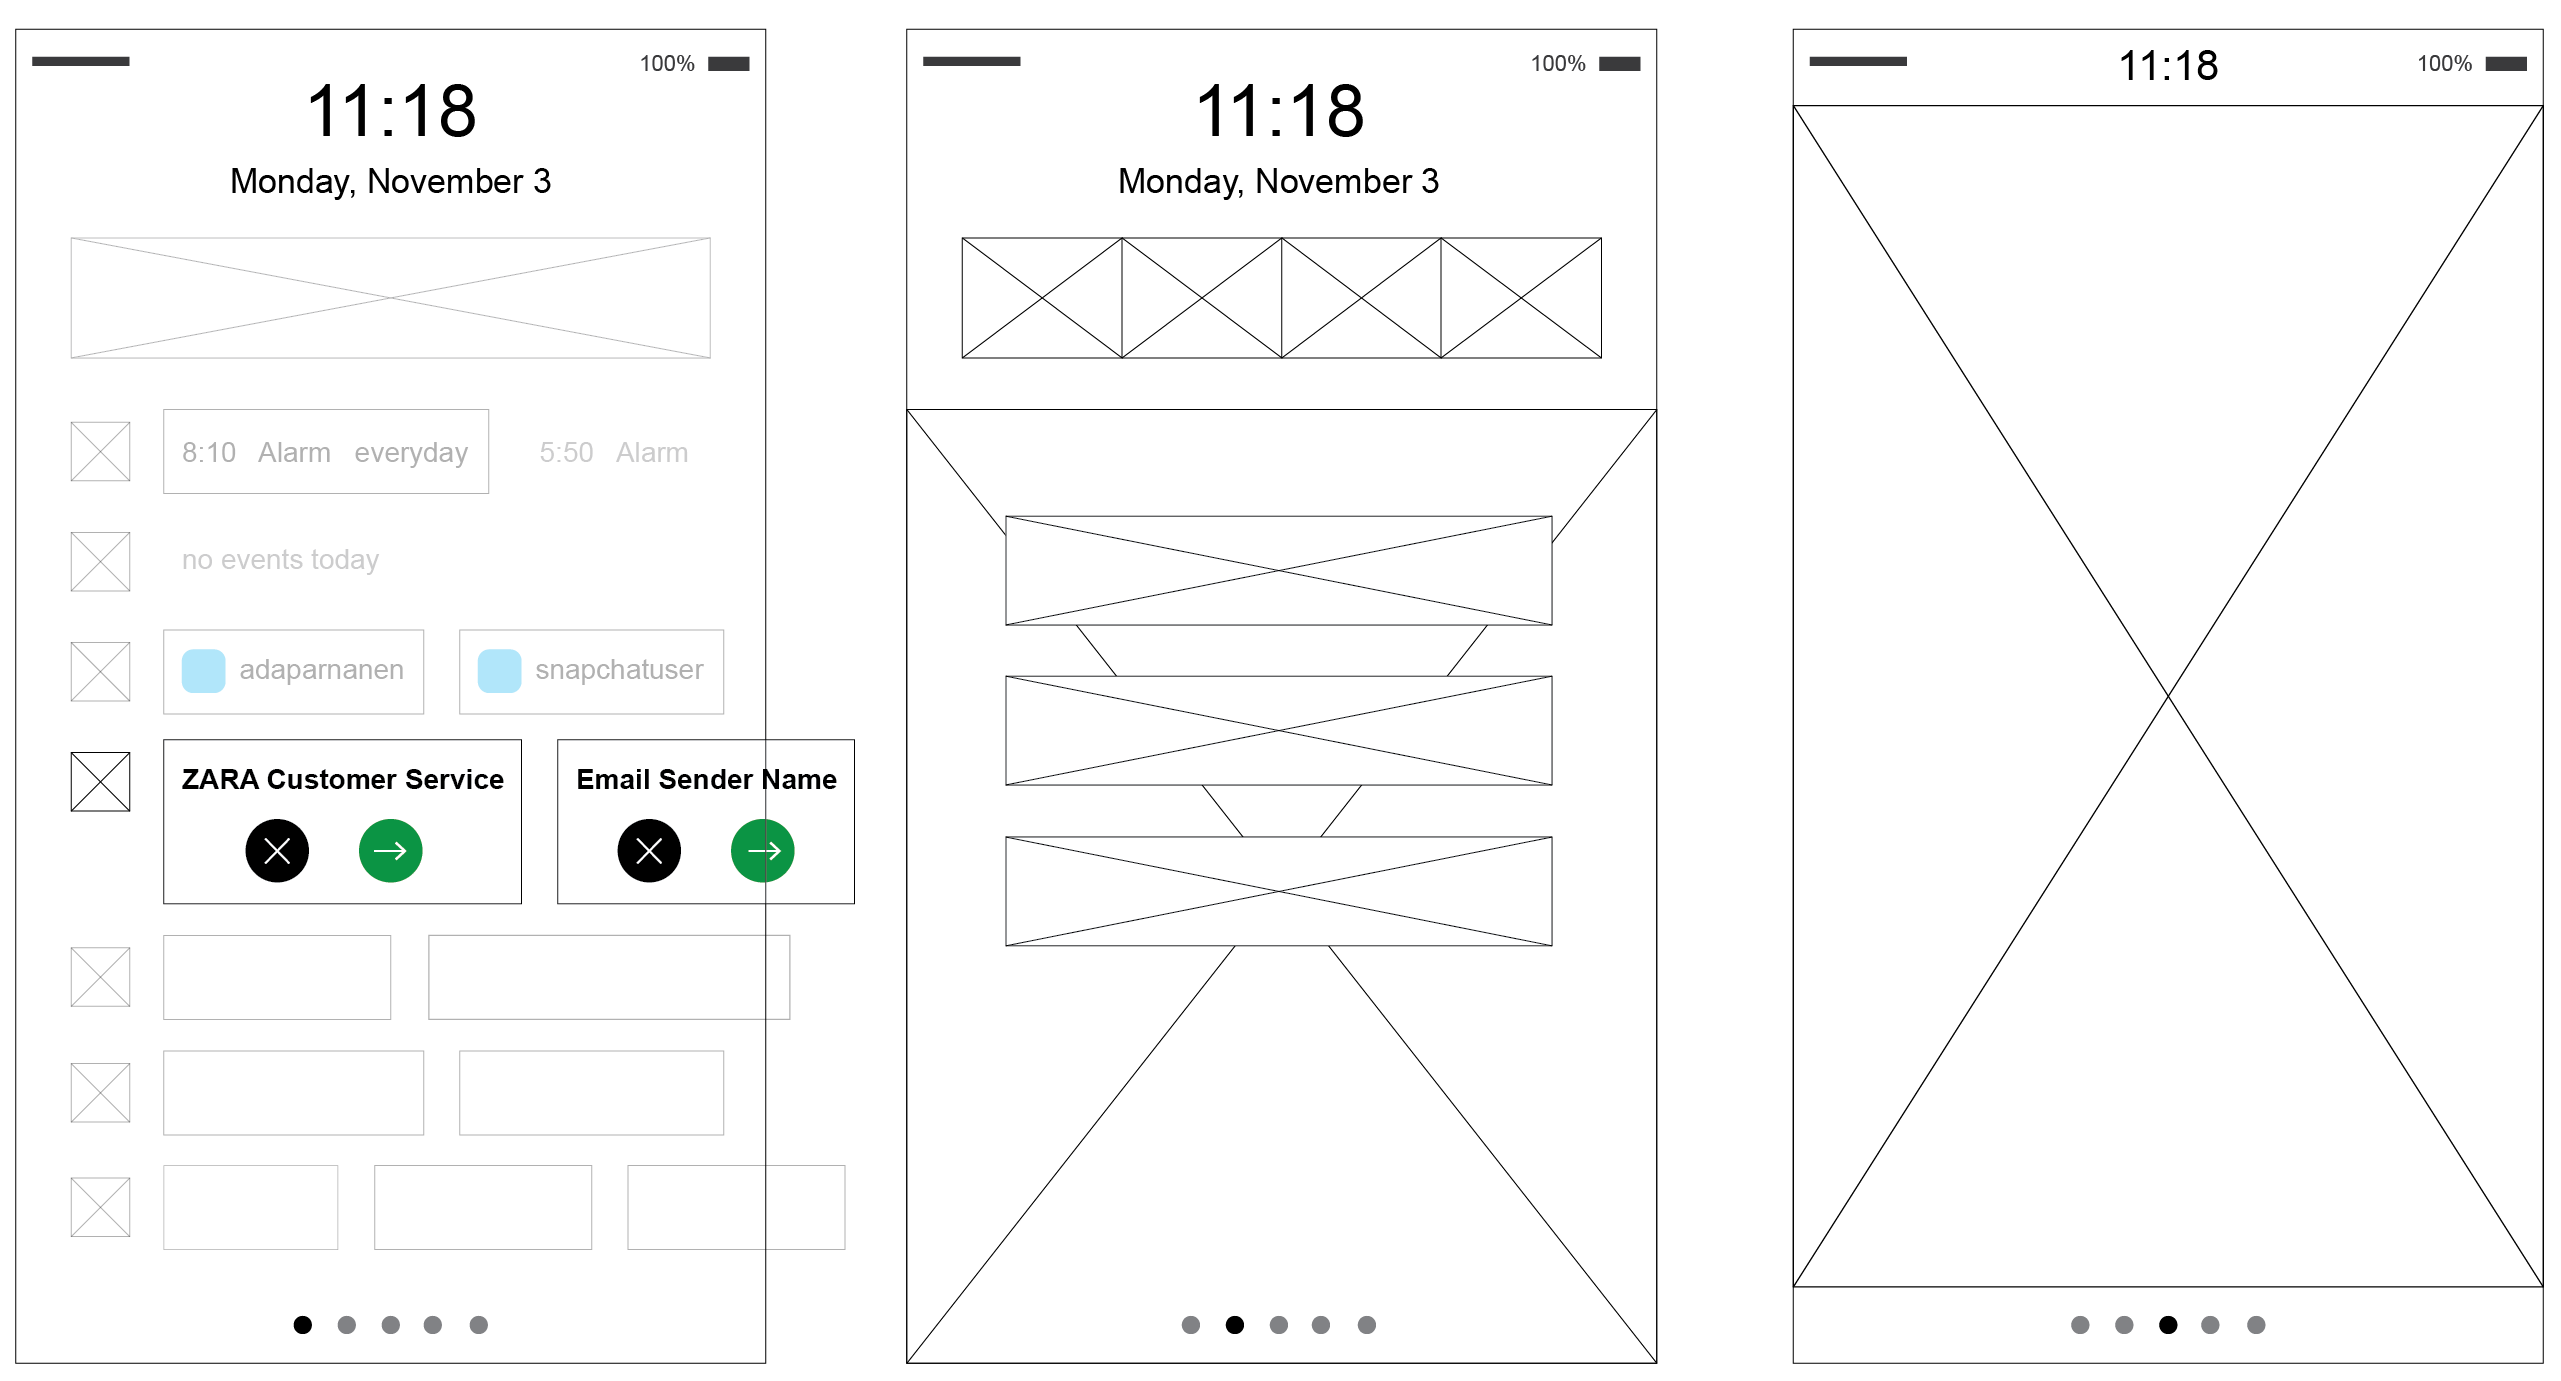 100%
11:18
Monday, November 3
8:10 Alarm everyday
5:50 Alarm
no events today
adaparnanen
snapchatuser
ZARA Customer Service
Email Sender Name
100%
11:18
Monday, November 3
11:18
100%